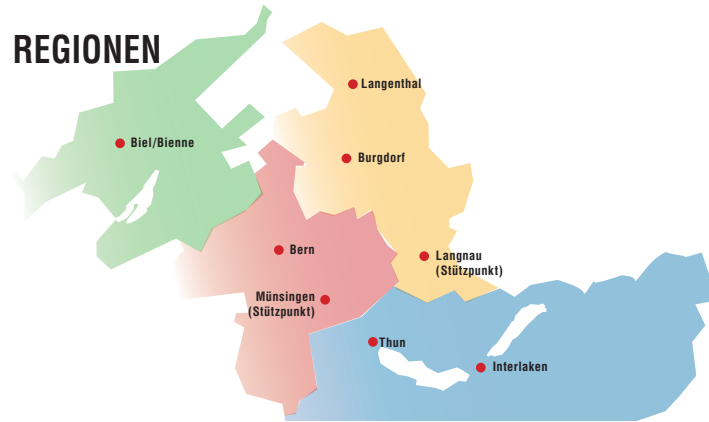 REGIONEN
Langenthal
Biel/Bienne
Burgdorf
Bern
Langnau
(Stützpunkt)
Münsingen
(Stützpunkt)
Thun
Interlaken